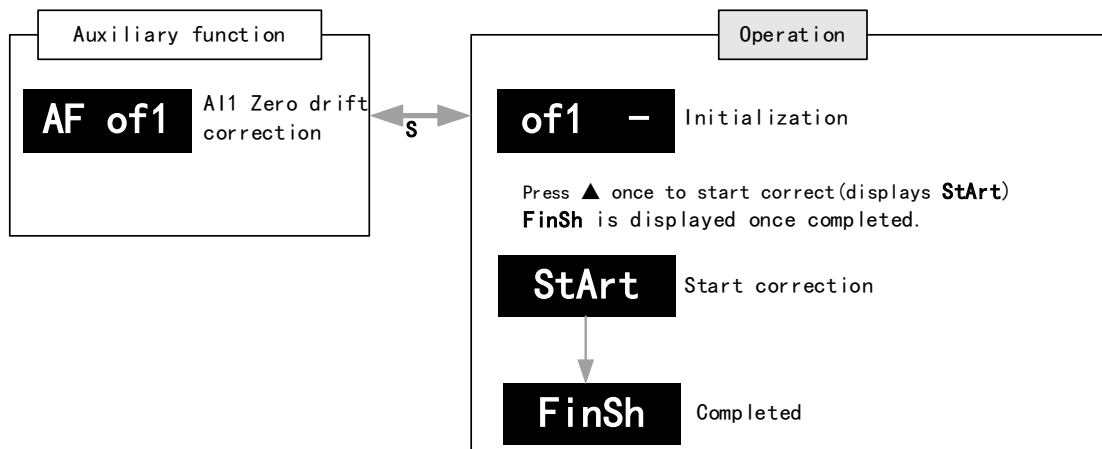 Auxiliary function
AF of1
AI1 Zero drift
correction
S
Operation
of1 −
Initialization
Press ▲ once to start correct(displays StArt)
FinSh is displayed once completed.
StArt
Start correction
FinSh
Completed